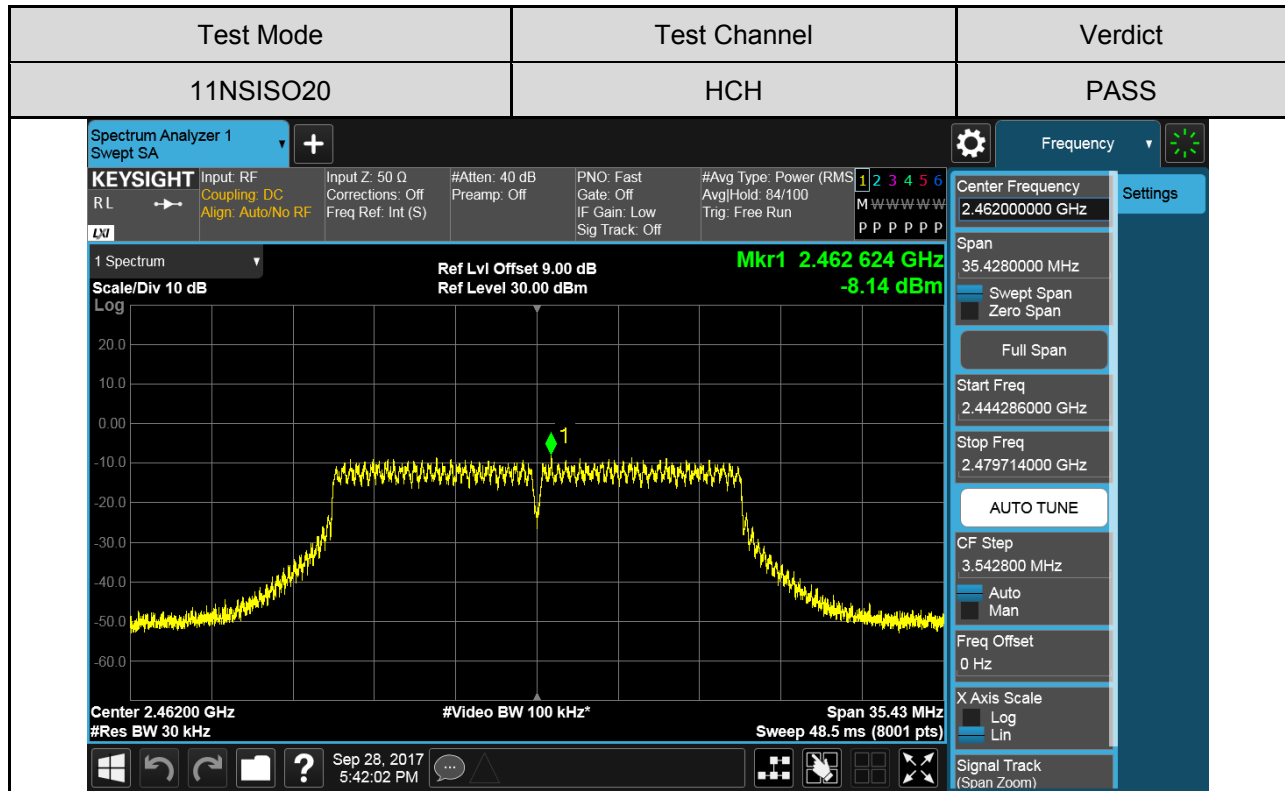 Test Mode Test Channel Verdict
11NSISO20 HCH PASS
Spectrum Analyzer 1
Swept SA
+
Frequency
KEYSIGHT
RL
LXI
Input: RF
Coupling: DC
Align: Auto/No RF
Input Z: 50 Ω
Corrections: Off
Freq Ref: Int (S)
#Atten: 40 dB
Preamp: Off
PNO: Fast
Gate: Off
IF Gain: Low
Sig Track: Off
#Avg Type: Power (RMS
Avg|Hold: 84/100
Trig: Free Run
1 2 3 4 5 6
M W W W W W
P P P P P P
1 Spectrum
Scale/Div 10 dB
Log
Ref Lvl Offset 9.00 dB
Ref Level 30.00 dBm
Mkr1 2.462 624 GHz
-8.14 dBm
20.0
10.0
0.00
-10.0
-20.0
-30.0
-40.0
-50.0
-60.0
1
Center 2.46200 GHz
#Res BW 30 kHz
#Video BW 100 kHz*
Span 35.43 MHz
Sweep 48.5 ms (8001 pts)
Center Frequency
2.462000000 GHz
Settings
Span
35.4280000 MHz
Swept Span
Zero Span
Full Span
Start Freq
2.444286000 GHz
Stop Freq
2.479714000 GHz
AUTO TUNE
CF Step
3.542800 MHz
Auto
Man
Freq Offset
0 Hz
X Axis Scale
Log
Lin
Signal Track
(Span Zoom)
?
Sep 28, 2017
5:42:02 PM